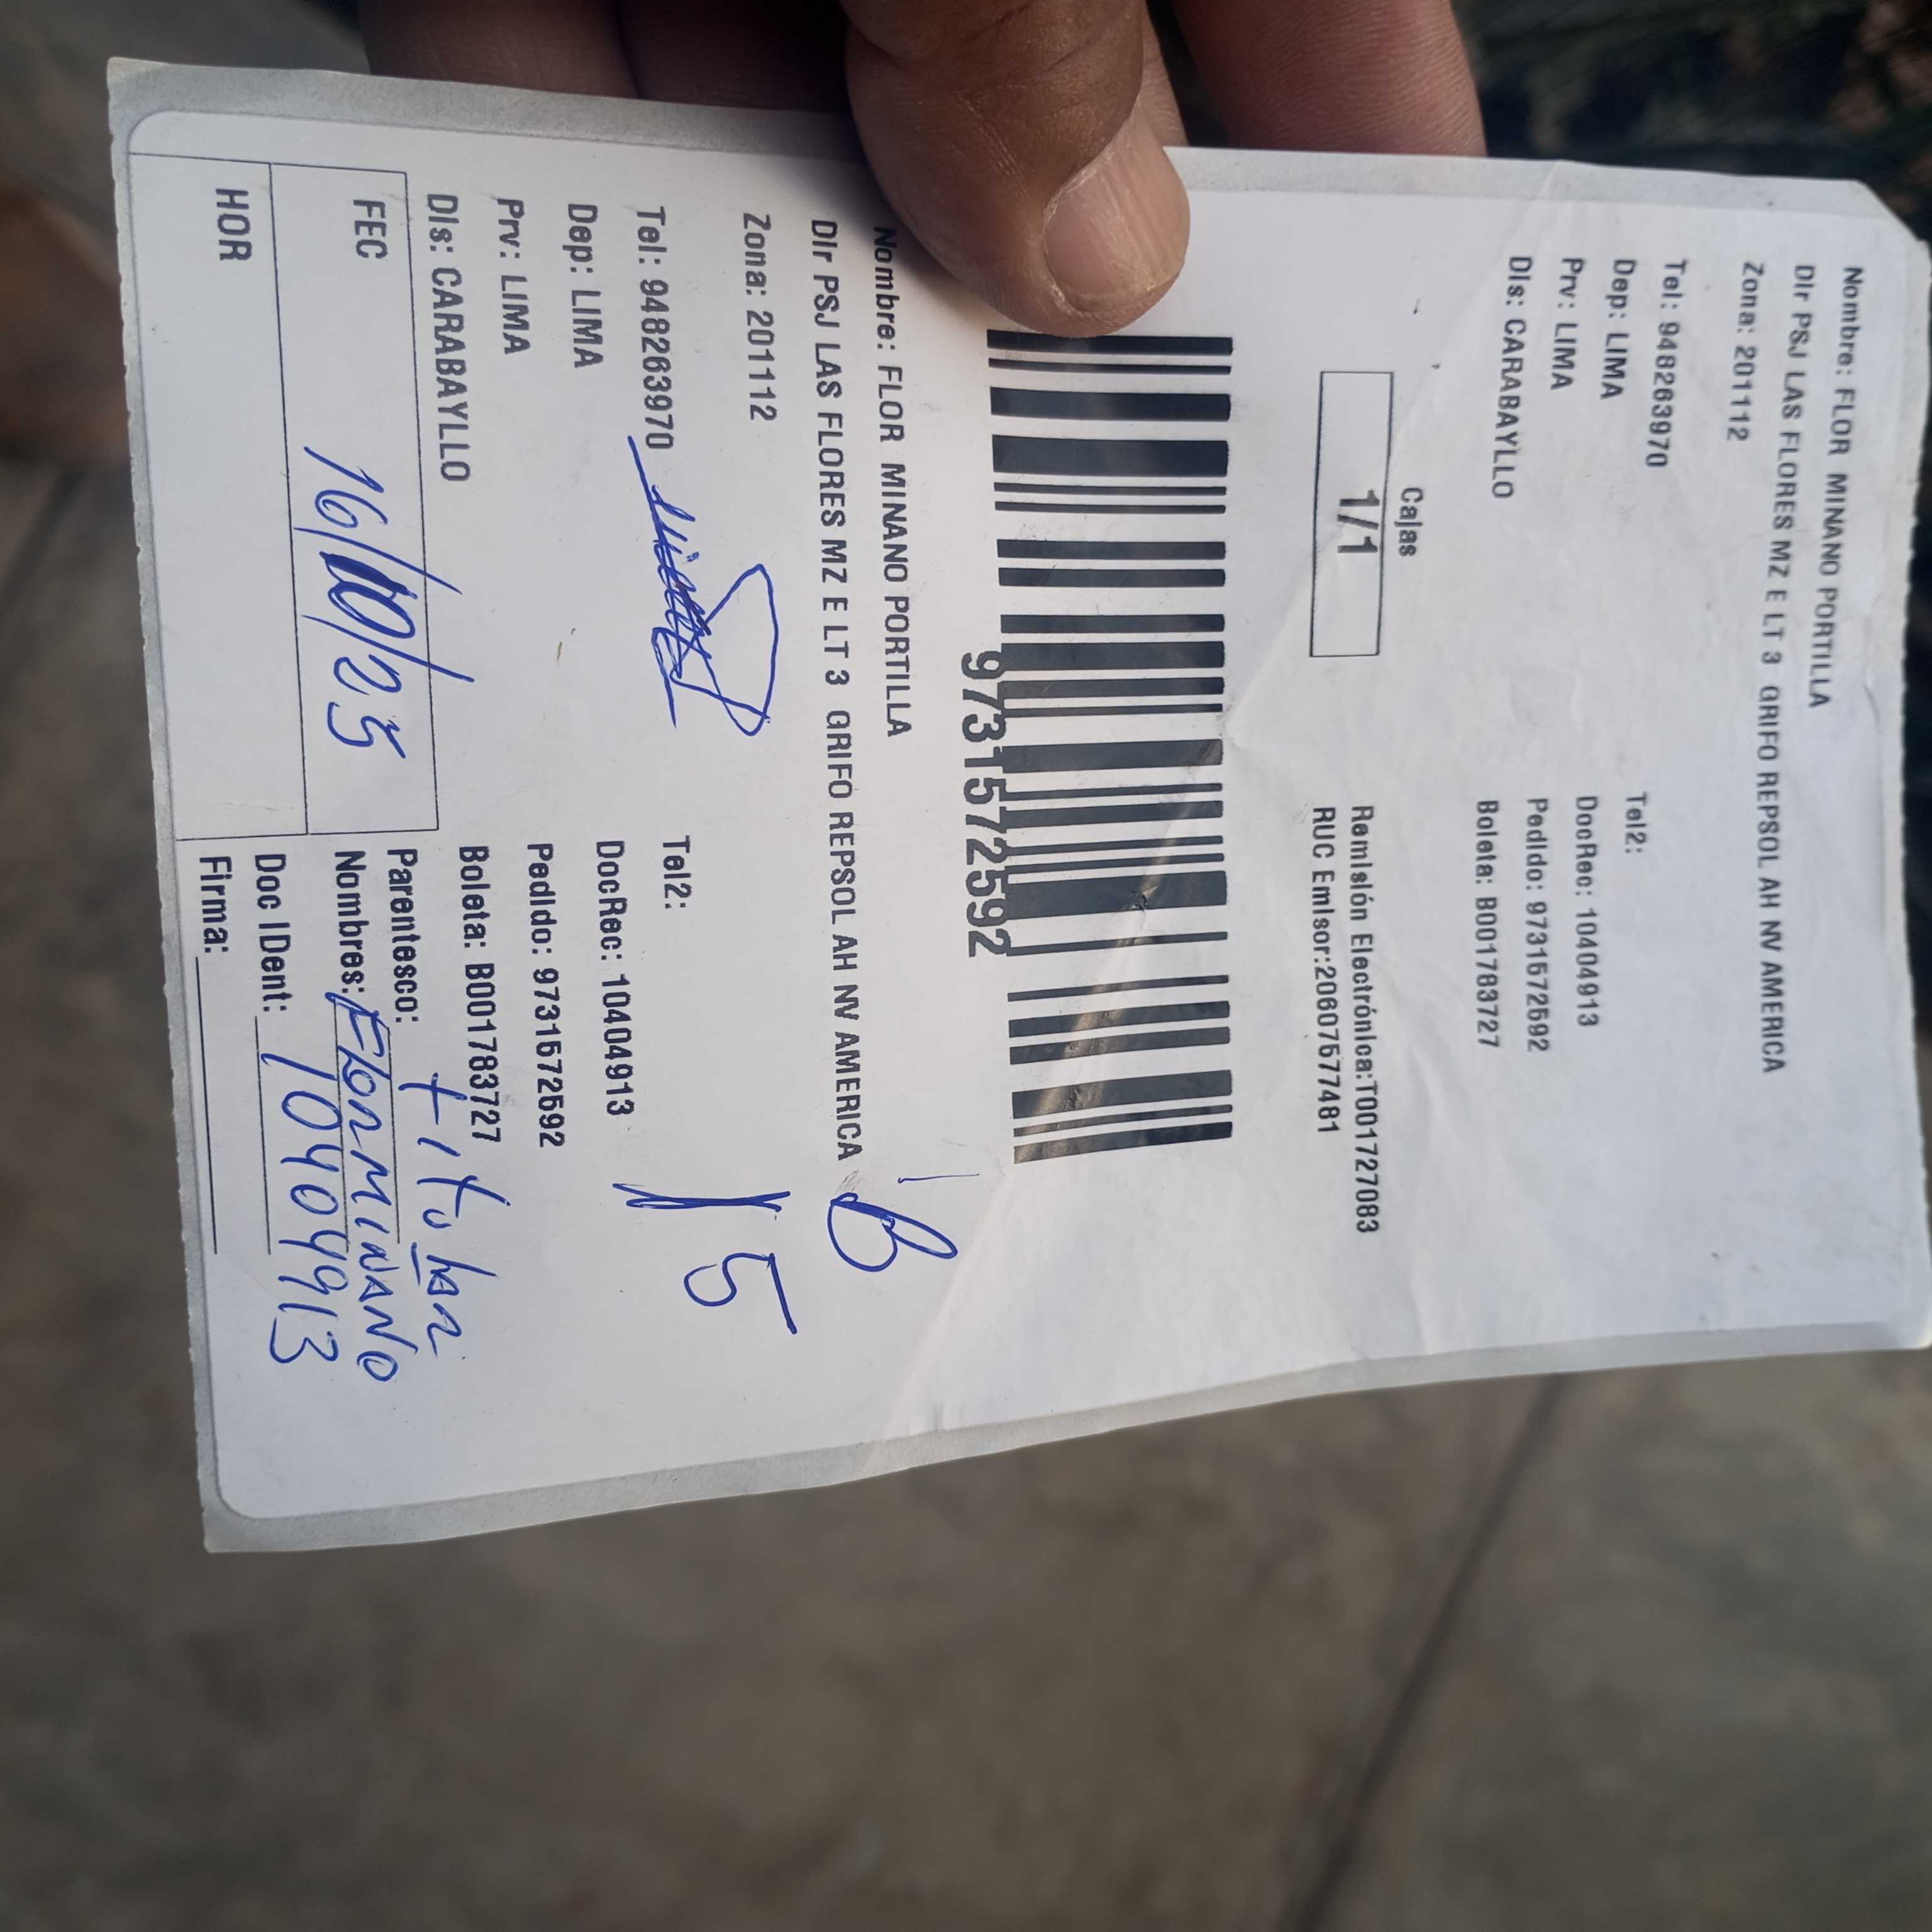 Nombre: FLOR MINANO PORTILLA
Dir PSJ LAS FLORES MZ E LT 3 GRIFO REPSOL AH NV AMERICA
Zona: 201112
Tel: 948263970 Tel2:
Dep: LIMA DocRec: 10404913
Prv: LIMA Pedido: 9731572592
Dis: CARABAYLLO Boleta: B001783727
Cajas
1/1
Remisión Electrónica:T001727083
RUC Emisor:20607577481
9731572592
Nombre: FLOR MINANO PORTILLA
Dir PSJ LAS FLORES MZ E LT 3 GRIFO REPSOL AH NV AMERICA
Zona: 201112
Tel: 948263970 Tel2:
Dep: LIMA DocRec: 10404913
Prv: LIMA Pedido: 9731572592
Dis: CARABAYLLO Boleta: B001783727
15
FEC 16/10/25
HOR
Parentesco: titular
Nombres: Flor MINANO
Doc IDent: 10404913
Firma: